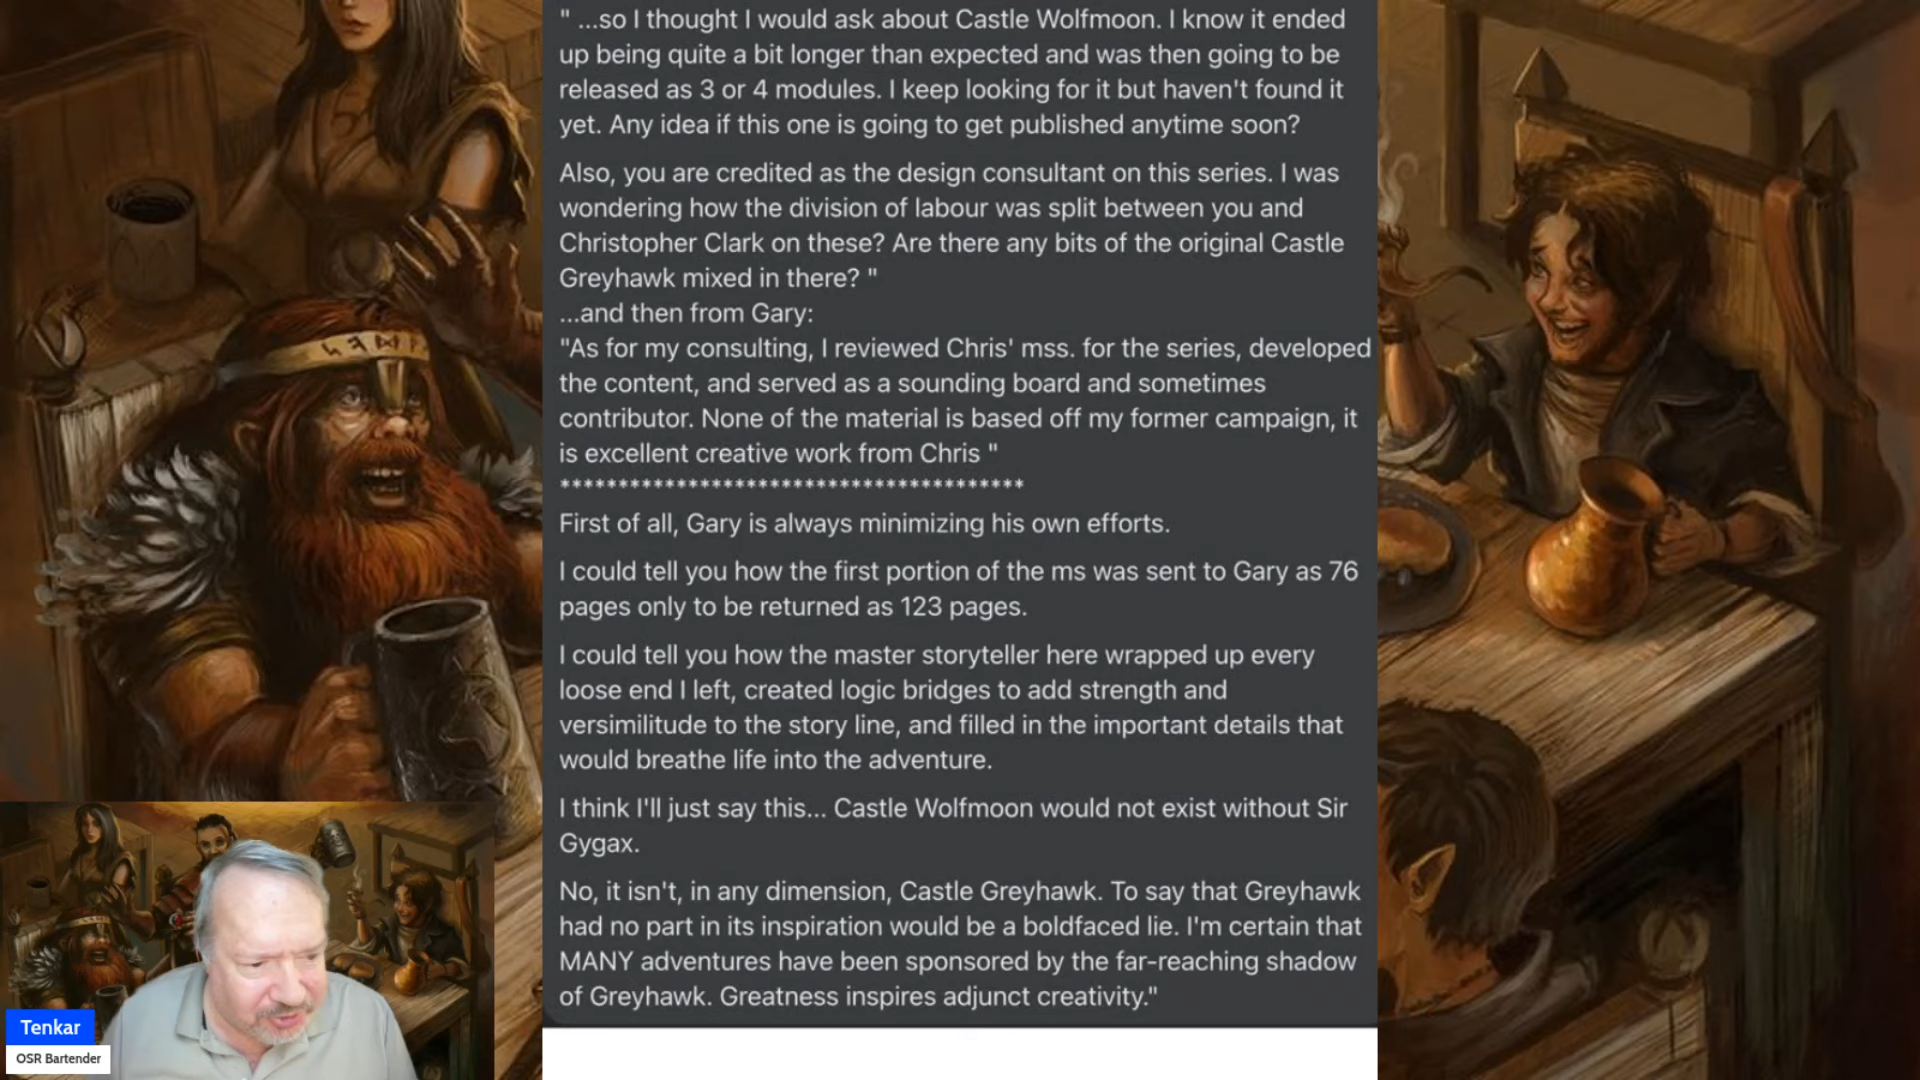 " ...so I thought I would ask about Castle Wolfmoon. I know it ended
up being quite a bit longer than expected and was then going to be
released as 3 or 4 modules. I keep looking for it but haven't found it
yet. Any idea if this one is going to get published anytime soon?
Also, you are credited as the design consultant on this series. I was
wondering how the division of labour was split between you and
Christopher Clark on these? Are there any bits of the original Castle
Greyhawk mixed in there? "
...and then from Gary:
"As for my consulting, I reviewed Chris' mss. for the series, developed
the content, and served as a sounding board and sometimes
contributor. None of the material is based off my former campaign, it
is excellent creative work from Chris "
****************************************
First of all, Gary is always minimizing his own efforts.
I could tell you how the first portion of the ms was sent to Gary as 76
pages only to be returned as 123 pages.
I could tell you how the master storyteller here wrapped up every
loose end I left, created logic bridges to add strength and
versimilitude to the story line, and filled in the important details that
would breathe life into the adventure.
I think I'll just say this... Castle Wolfmoon would not exist without Sir
Gygax.
No, it isn't, in any dimension, Castle Greyhawk. To say that Greyhawk
had no part in its inspiration would be a boldfaced lie. I'm certain that
MANY adventures have been sponsored by the far-reaching shadow
of Greyhawk. Greatness inspires adjunct creativity."
Tenkar
OSR Bartender